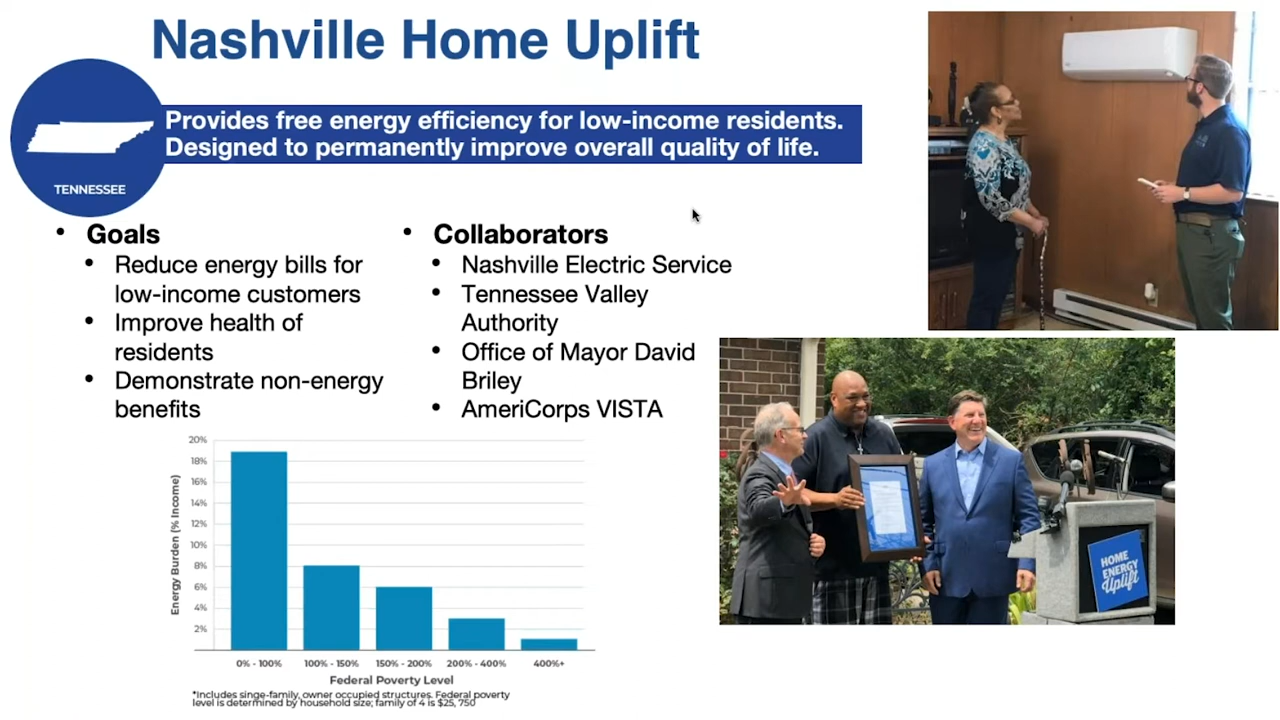 Nashville Home Uplift
TENNESSEE
Provides free energy efficiency for low-income residents.
Designed to permanently improve overall quality of life.
• Goals
• Reduce energy bills for
low-income customers
• Improve health of
residents
• Demonstrate non-energy
benefits
• Collaborators
• Nashville Electric Service
• Tennessee Valley
Authority
• Office of Mayor David
Briley
• AmeriCorps VISTA
Energy Burden (% Income)
20%
18%
16%
14%
12%
10%
8%
6%
4%
2%
0% - 100%
100% - 150%
150% - 200%
200% - 400%
400%+
Federal Poverty Level
*Includes singe-family, owner occupied structures. Federal poverty
level is determined by household size; family of 4 is $25, 750
HOME
ENERGY
Uplift